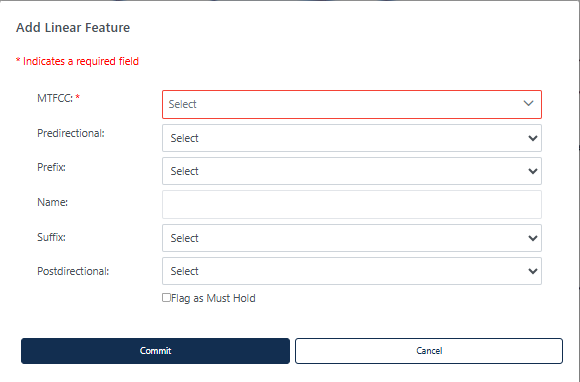 Add Linear Feature
* Indicates a required field
MTFCC: * Select
Predirectional: Select
Prefix: Select
Name:
Suffix: Select
Postdirectional: Select
Flag as Must Hold
Commit Cancel